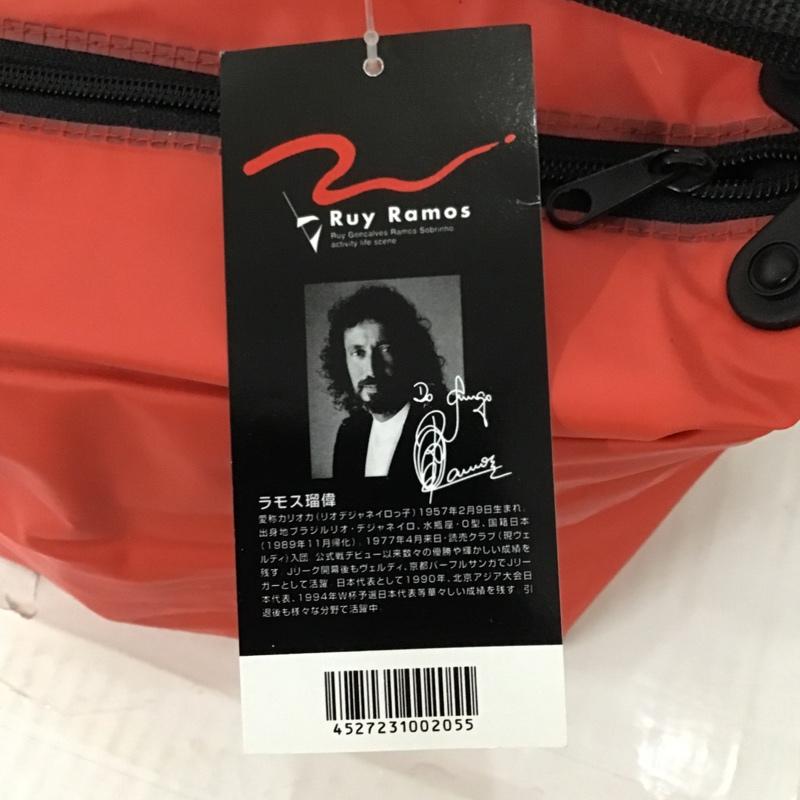 Ruy Ramos
Ruy Goncalves Ramos Sobrinho
activity life scene
Ramos
ラモス瑠偉
愛称カリオカ(リオデジャネイロっ子)1957年2月9日生まれ.
出身地ブラジルリオ・デジャネイロ、水瓶座・O型、国籍日本
(1989年11月帰化). 1977年4月来日・読売クラブ(現ヴェ
ルディ)入団. 公式戦デビュー以来数々の優勝や輝かしい成績を
残す. Jリーグ開幕後もヴェルディ、京都パープルサンガでJリー
ガーとして活躍. 日本代表として1990年、北京アジア大会日
本代表、1994年W杯予選日本代表等華々しい成績を残す. 引
退後も様々な分野で活躍中.
4527231002055